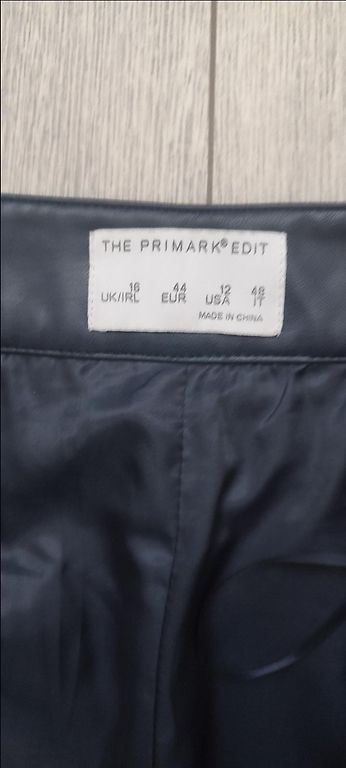 THE PRIMARK® EDIT
16 44 12 48
UK/IRL EUR USA IT
MADE IN CHINA